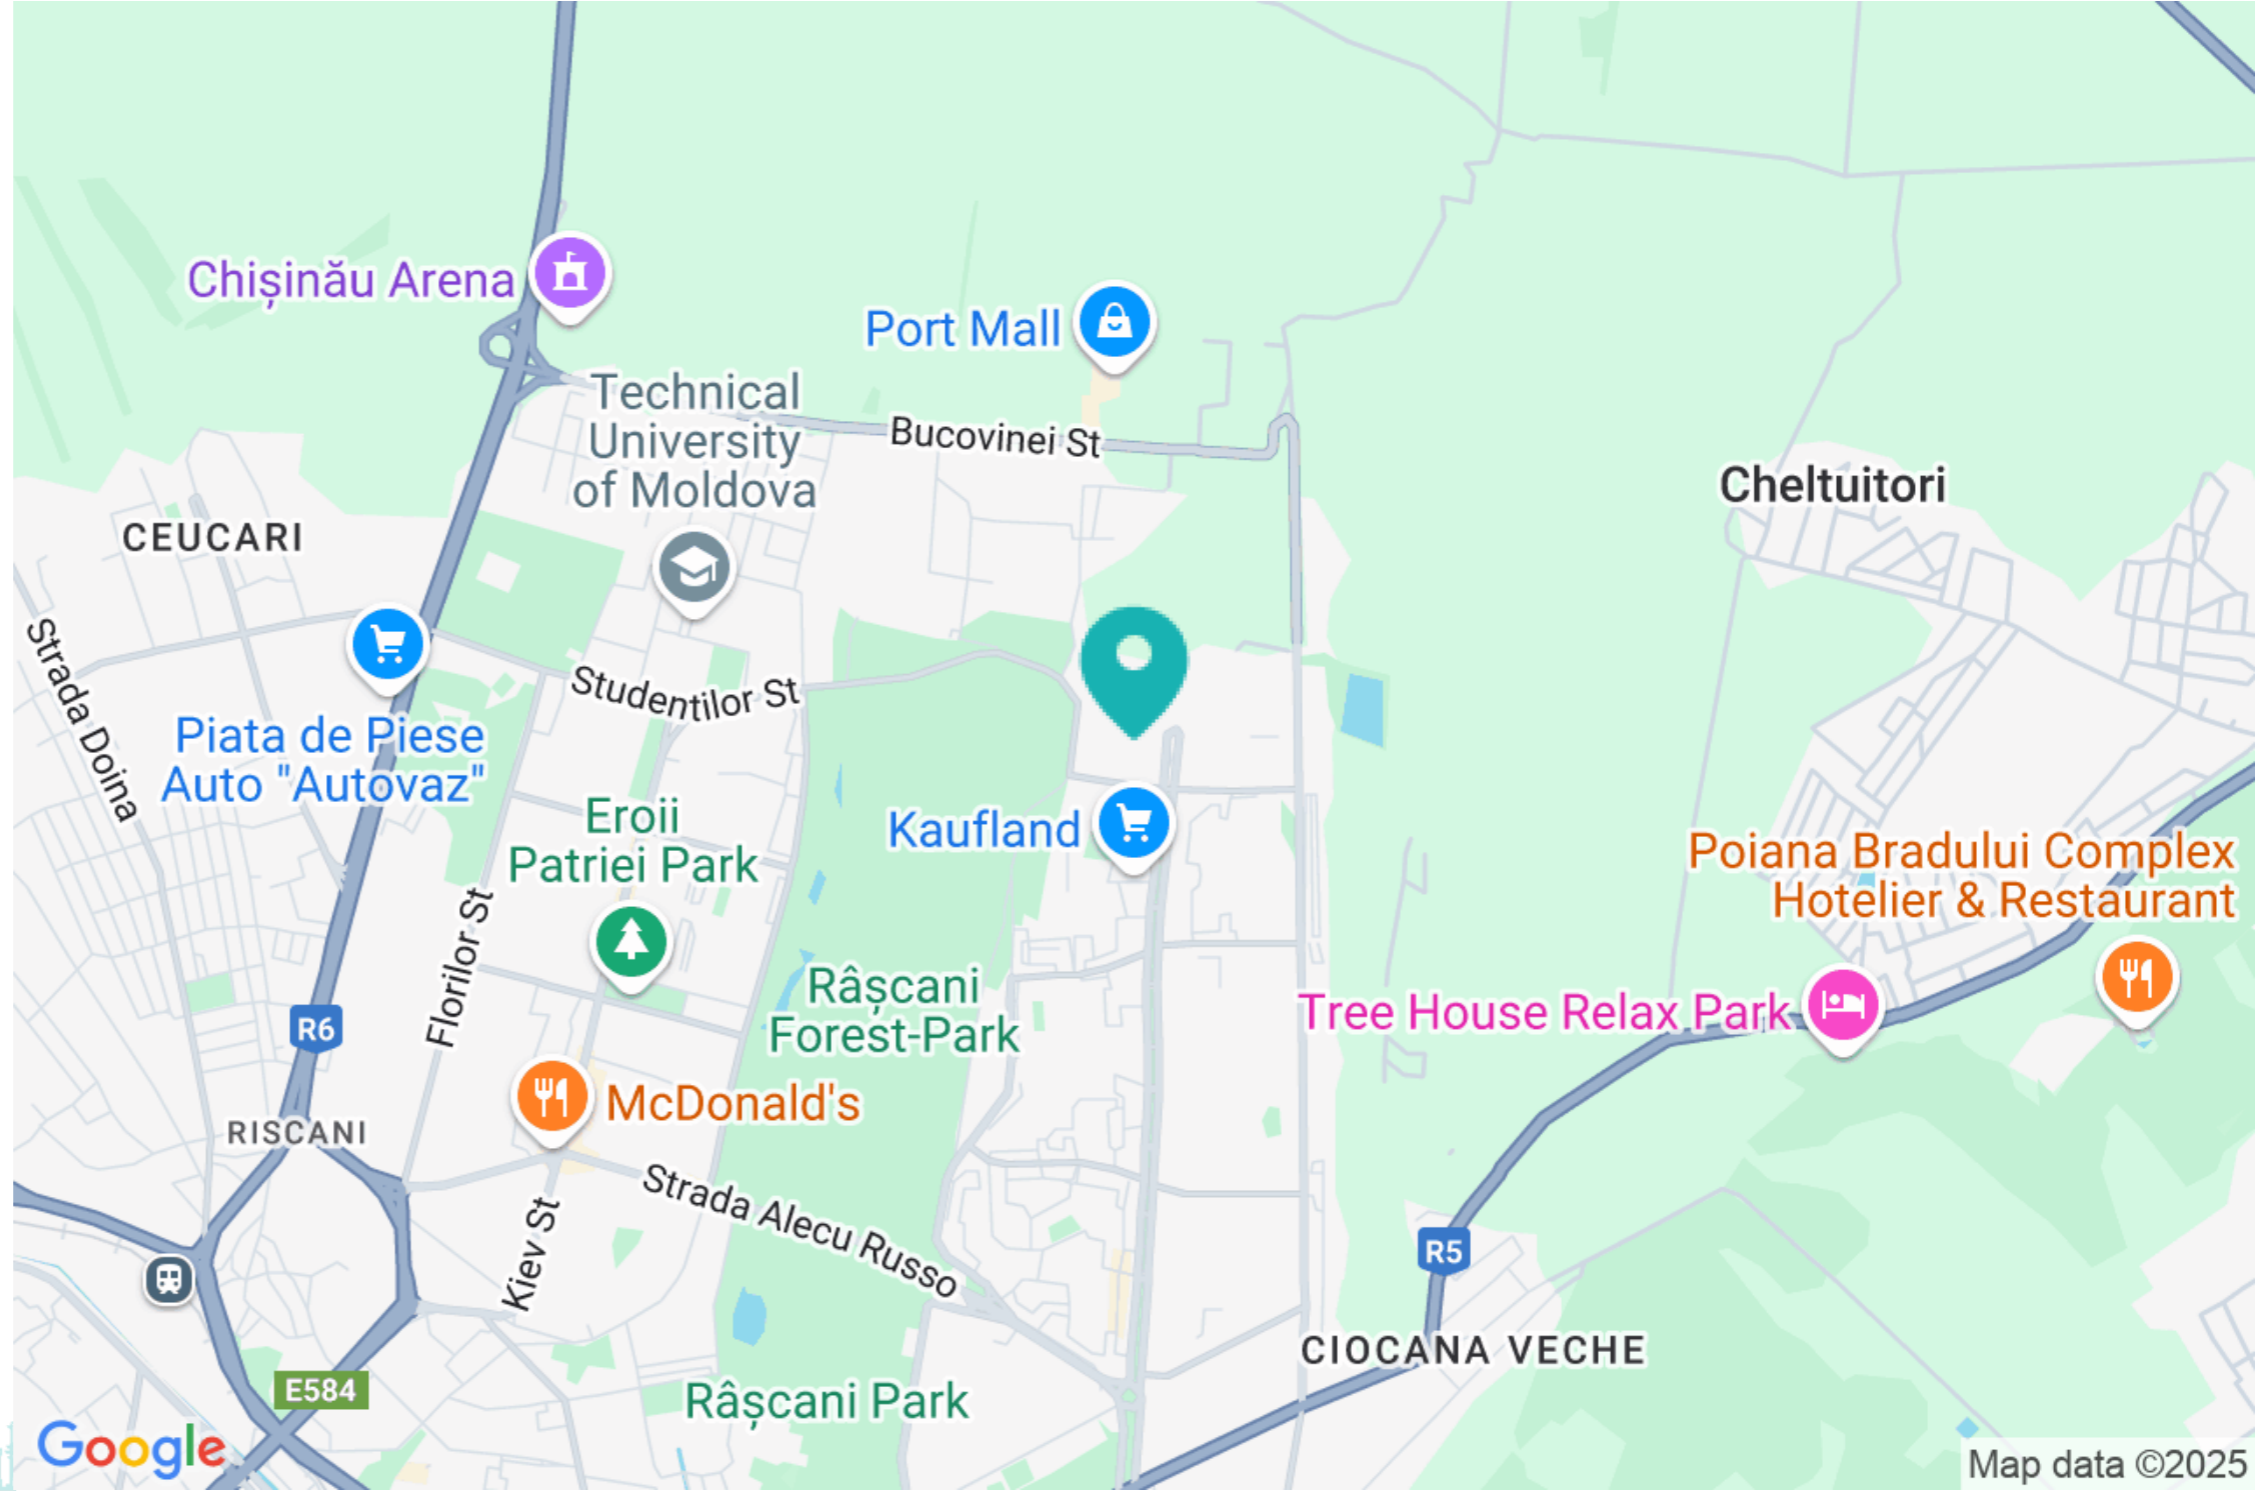 Chișinău Arena
Port Mall
Technical
University
of Moldova
Bucovinei St
Cheltuitori
CEUCARI
Strada Doina
Studentilor St
Piata de Piese
Auto "Autovaz"
Eroii
Patriei Park
Kaufland
Poiana Bradului Complex
Hotelier & Restaurant
Florilor St
Râșcani
Forest-Park
Tree House Relax Park
R6
McDonald's
RISCANI
Strada Alecu Russo
Kiev St
R5
CIOCANA VECHE
E584
Râșcani Park
Google
Map data ©2025